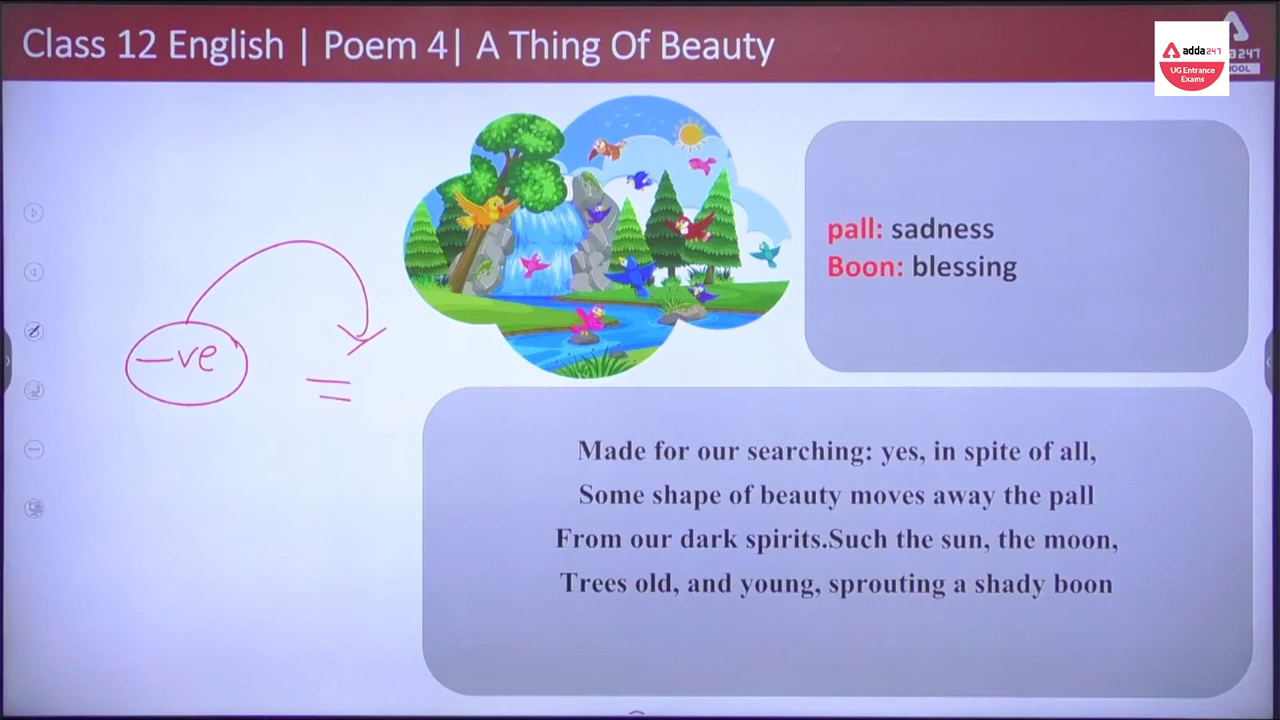 Class 12 English | Poem 4| A Thing Of Beauty
adda247
UG Entrance
Exams
pall: sadness
Boon: blessing
-ve
=
Made for our searching: yes, in spite of all,
Some shape of beauty moves away the pall
From our dark spirits.Such the sun, the moon,
Trees old, and young, sprouting a shady boon